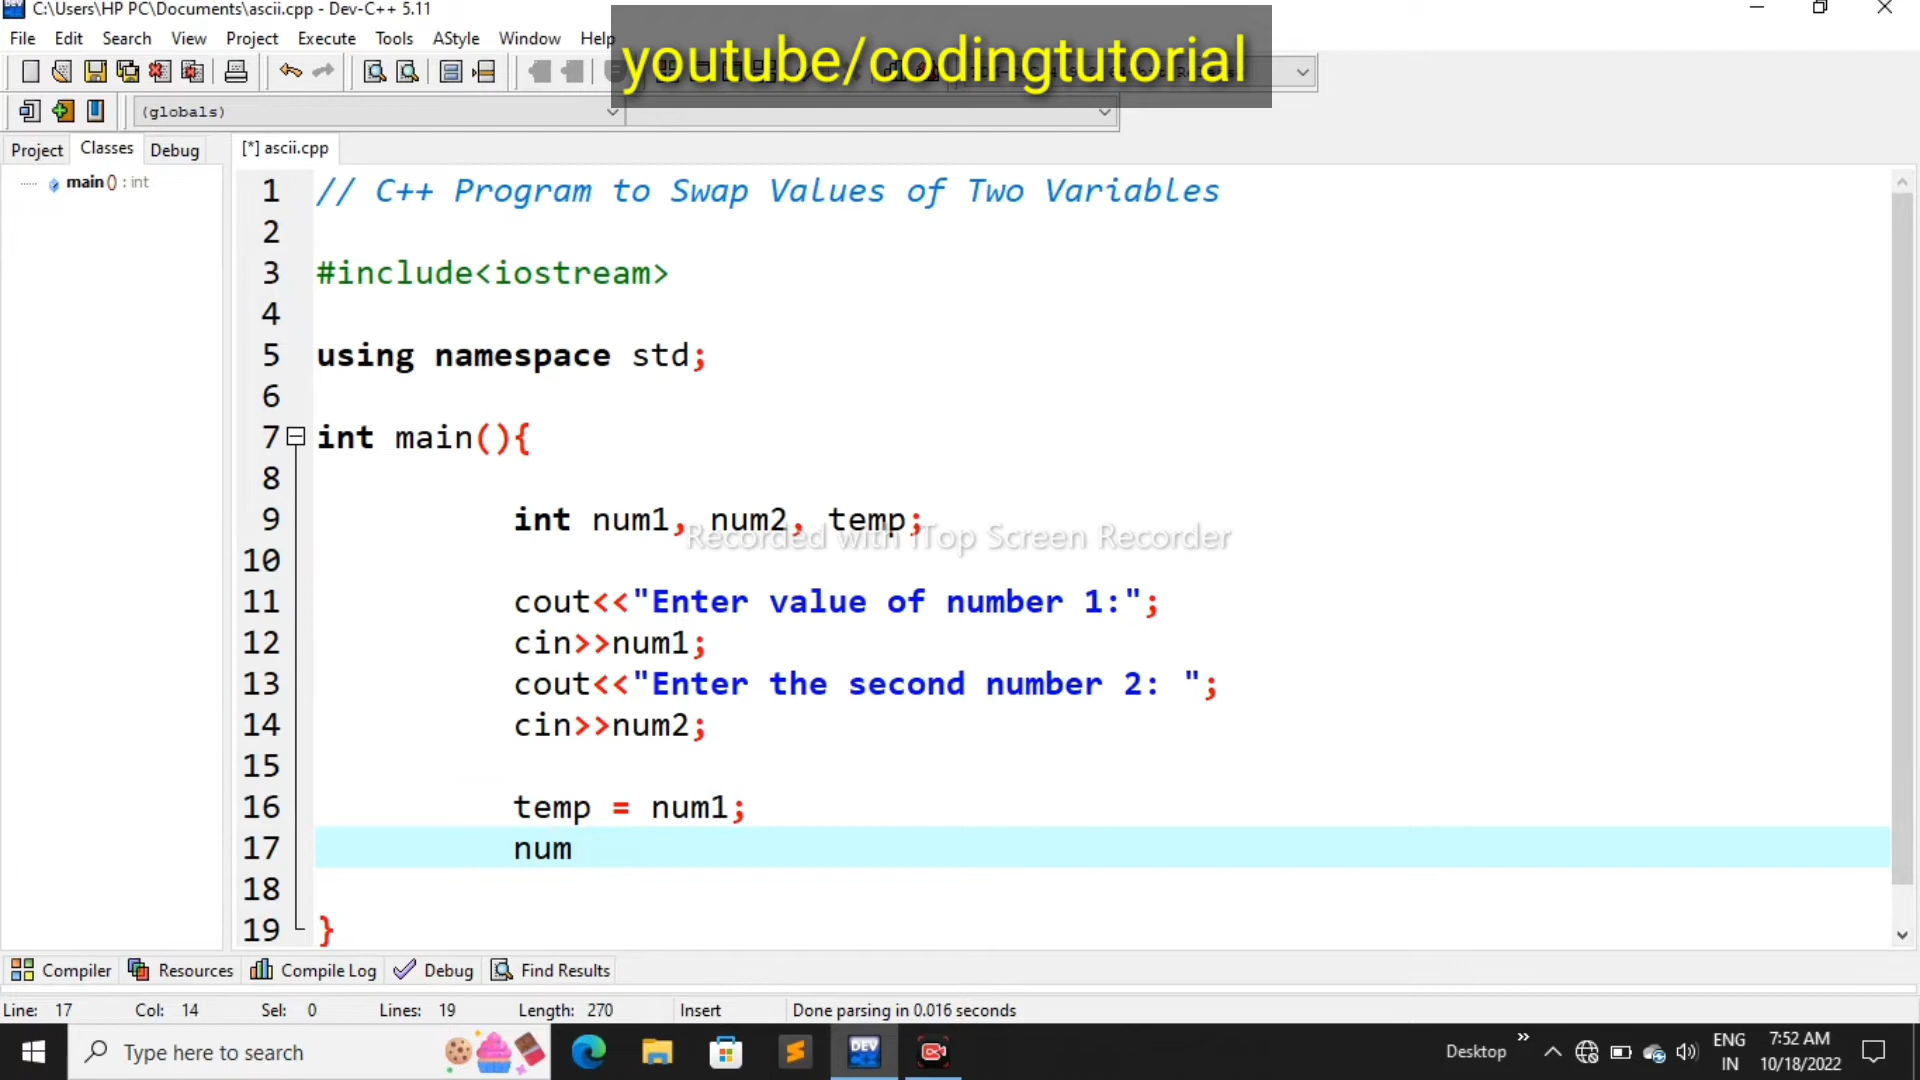 C:\Users\HP PC\Documents\ascii.cpp - Dev-C++ 5.11
File Edit Search View Project Execute Tools AStyle Window Help
youtube/codingtutorial
(globals)
Project Classes Debug
[*] ascii.cpp
main() : int
1 // C++ Program to Swap Values of Two Variables
2
3 #include<iostream>
4
5 using namespace std;
6
7 int main(){
8
9 int num1, num2, temp;
Recorded with iTop Screen Recorder
10
11 cout<<"Enter value of number 1:";
12 cin>>num1;
13 cout<<"Enter the second number 2: ";
14 cin>>num2;
15
16 temp = num1;
17 num
18
19 }
Compiler Resources Compile Log Debug Find Results
Line: 17 Col: 14 Sel: 0 Lines: 19 Length: 270 Insert Done parsing in 0.016 seconds
Type here to search
DEV
Desktop
ENG
IN
7:52 AM
10/18/2022